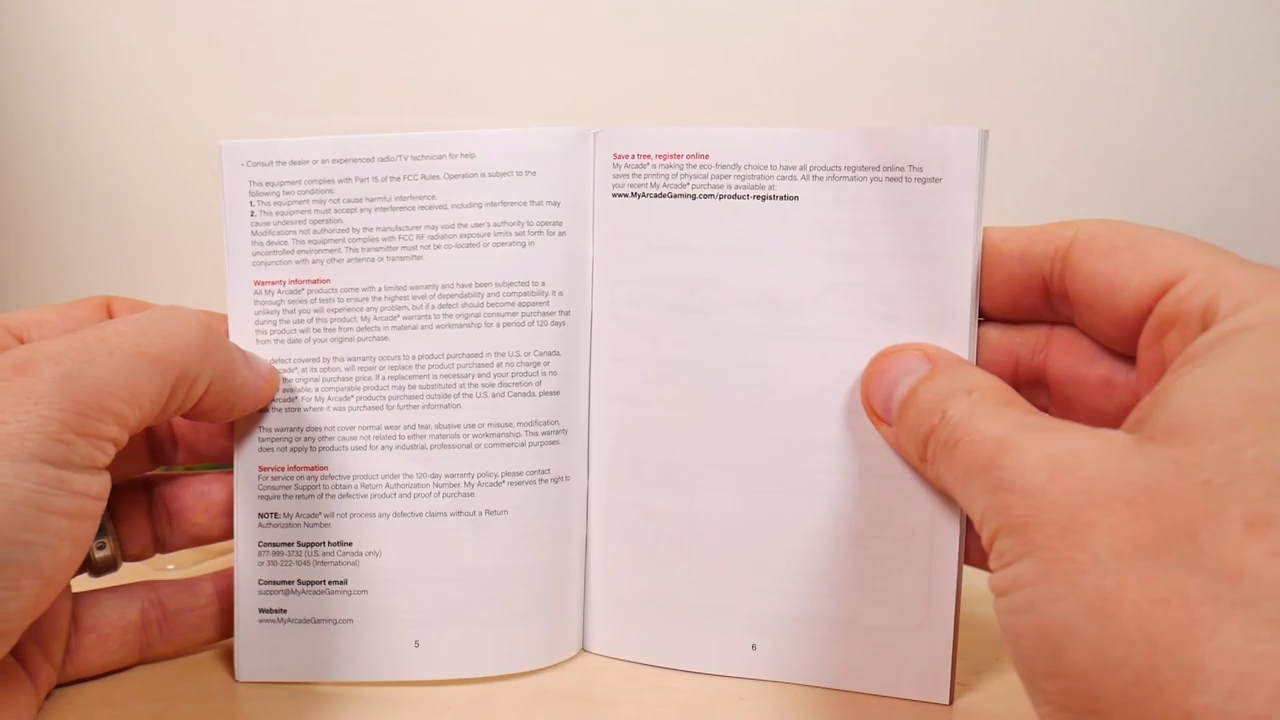 - Consult the dealer or an experienced radio/TV technician for help.
This equipment complies with Part 15 of the FCC Rules. Operation is subject to the
following two conditions:
1. This equipment may not cause harmful interference.
2. This equipment must accept any interference received, including interference that may
cause undesired operation.
Modifications not authorized by the manufacturer may void the user's authority to operate
this device. This equipment complies with FCC RF radiation exposure limits set forth for an
uncontrolled environment. This transmitter must not be co-located or operating in
conjunction with any other antenna or transmitter.
Warranty information
All My Arcade® products come with a limited warranty and have been subjected to a
thorough series of tests to ensure the highest level of dependability and compatibility. It is
unlikely that you will experience any problem, but if a defect should become apparent
during the use of this product, My Arcade® warrants to the original consumer purchaser that
this product will be free from defects in material and workmanship for a period of 120 days
from the date of your original purchase.
defect covered by this warranty occurs to a product purchased in the U.S. or Canada,
at its option, will repair or replace the product purchased at no charge or
the original purchase price. If a replacement is necessary and your product is no
available, a comparable product may be substituted at the sole discretion of
Arcade®. For My Arcade® products purchased outside of the U.S. and Canada, please
the store where it was purchased for further information.
This warranty does not cover normal wear and tear, abusive use or misuse, modification,
tampering or any other cause not related to either materials or workmanship. This warranty
does not apply to products used for any industrial, professional or commercial purposes.
Service information
For service on any defective product under the 120-day warranty policy, please contact
Consumer Support to obtain a Return Authorization Number. My Arcade® reserves the right to
require the return of the defective product and proof of purchase.
NOTE: My Arcade® will not process any defective claims without a Return
Authorization Number.
Consumer Support hotline
877-999-3732 (U.S. and Canada only)
or 310-222-1045 (International)
Consumer Support email
support@MyArcadeGaming.com
Website
www.MyArcadeGaming.com
5
Save a tree, register online
My Arcade® is making the eco-friendly choice to have all products registered online. This
saves the printing of physical paper registration cards. All the information you need to register
your recent My Arcade® purchase is available at:
www.MyArcadeGaming.com/product-registration
6